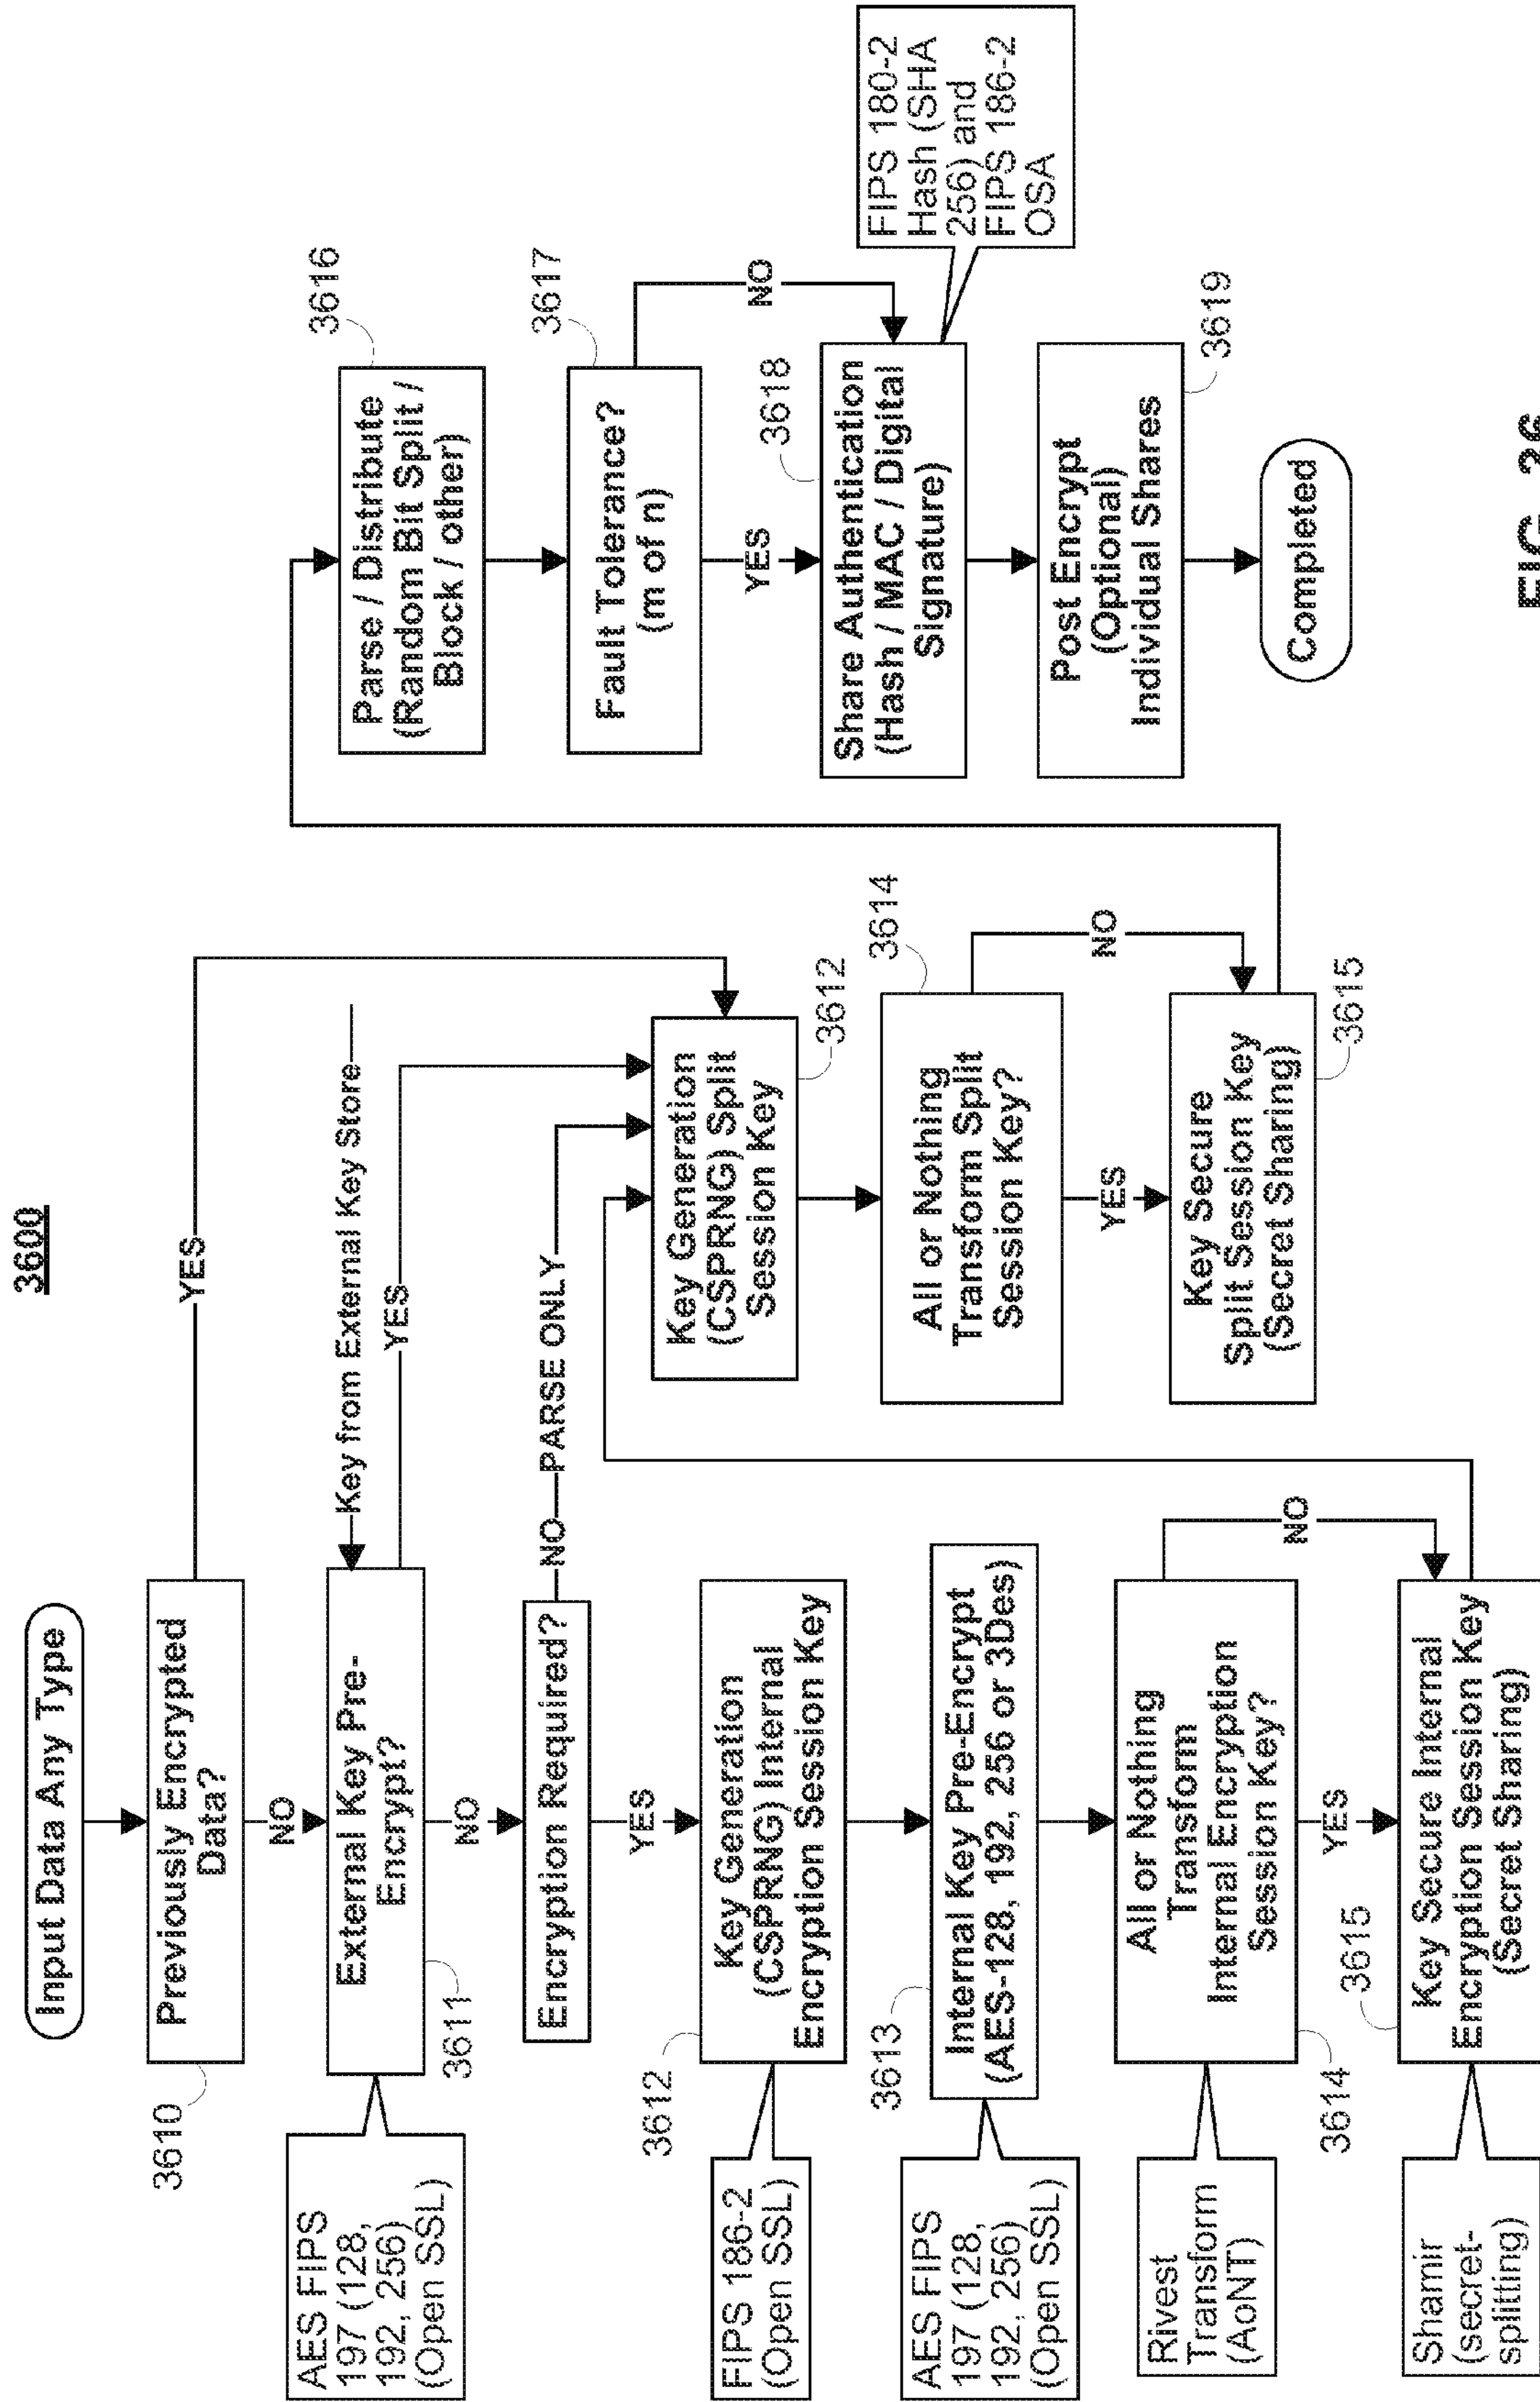 3600
Input Data Any Type
Previously Encrypted
Data?
3610
YES
NO
Key from External Key Store
External Key Pre-
Encrypt?
3611
AES FIPS
197 (128,
192, 256)
(Open SSL)
YES
NO
Encryption Required?
NO
PARSE ONLY
YES
3612
Key Generation
(CSPRNG) Internal
Encryption Session Key
FIPS 186-2
(Open SSL)
3613
Internal Key Pre-Encrypt
(AES-128, 192, 256 or 3Des)
AES FIPS
197 (128,
192, 256)
(Open SSL)
All or Nothing
Transform
Internal Encryption
Session Key?
3614
Rivest
Transform
(AoNT)
NO
YES
3615
Key Secure Internal
Encryption Session Key
(Secret Sharing)
Shamir
(secret-
splitting)
Key Generation
(CSPRNG) Split
Session Key
3612
All or Nothing
Transform Split
Session Key?
3614
NO
YES
Key Secure
Split Session Key
(Secret Sharing)
3615
Parse / Distribute
(Random Bit Split /
Block / other)
3616
Fault Tolerance?
(m of n)
3617
NO
YES
3618
Share Authentication
(Hash / MAC / Digital
Signature)
FIPS 180-2
Hash (SHA
256) and
FIPS 186-2
OSA
Post Encrypt
(Optional)
Individual Shares
3619
Completed
FIG. 36